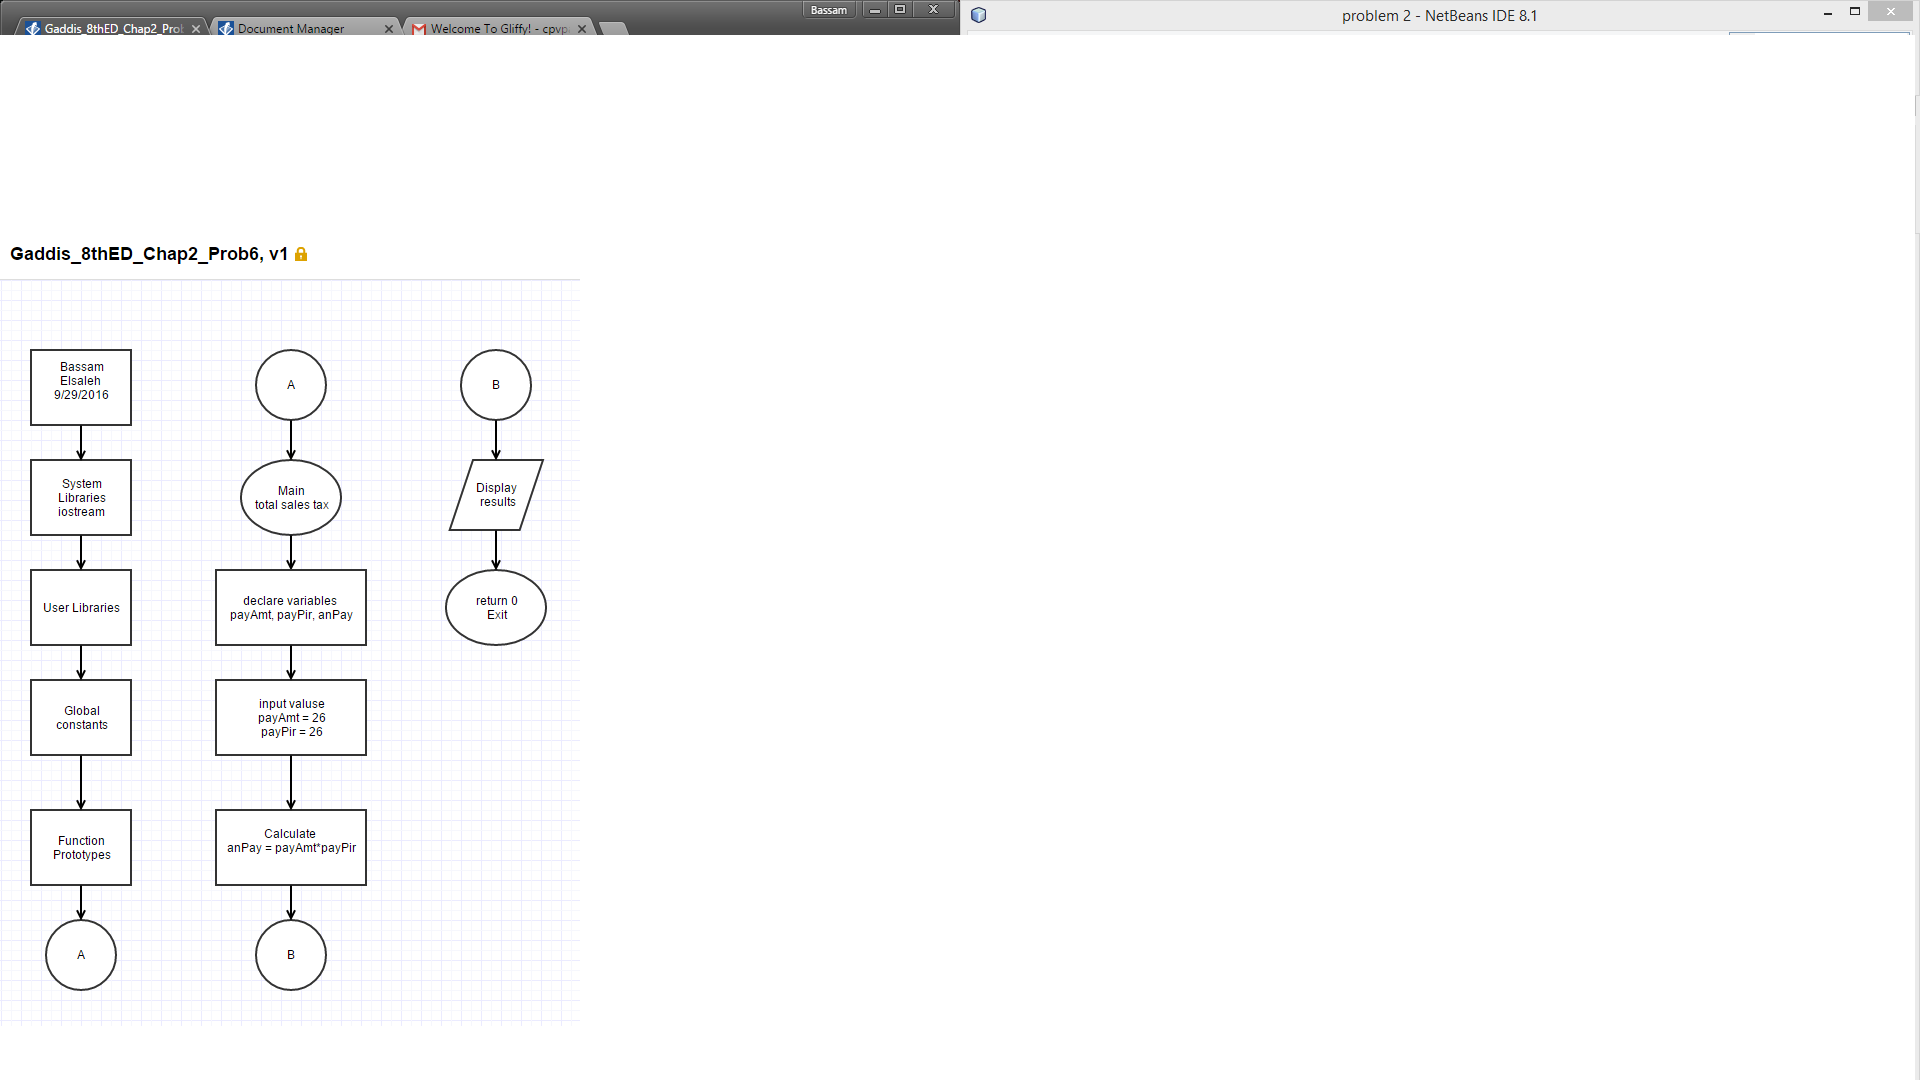 Bassam
Gaddis_8thED_Chap2_Prot
Document Manager
Welcome To Gliffy! - cpvp
problem 2 - NetBeans IDE 8.1
Gaddis_8thED_Chap2_Prob6, v1
Bassam
Elsaleh
9/29/2016
System
Libraries
iostream
User Libraries
Global
constants
Function
Prototypes
A
A
Main
total sales tax
declare variables
payAmt, payPir, anPay
input valuse
payAmt = 26
payPir = 26
Calculate
anPay = payAmt*payPir
B
B
Display
results
return 0
Exit